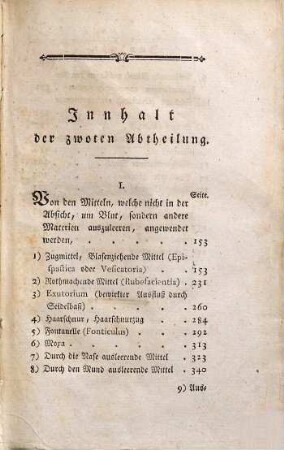 Innhalt
der zwoten Abtheilung.
I.
Seite.
Von den Mitteln, welche nicht in der
Absicht, um Blut, sondern andere
Materien auszuleeren, angewendet
werden, . . . . . 153
1) Zugmittel, Blasenziehende Mittel (Epi-
spastica oder Vesicatoria) . . 153
2) Rothmachende Mittel (Rubefacientia) . 231
3) Exutorium (bewirkter Ausfluß durch
Seidelbast) . . . . 260
4) Haarschnur, Haarschnurzug . . 284
5) Fontanelle (Fonticulus) . . 292
6) Moxa . . . . . 313
7) Durch die Nase ausleerende Mittel . 323
8) Durch den Mund ausleerende Mittel . 340
9) Aus-